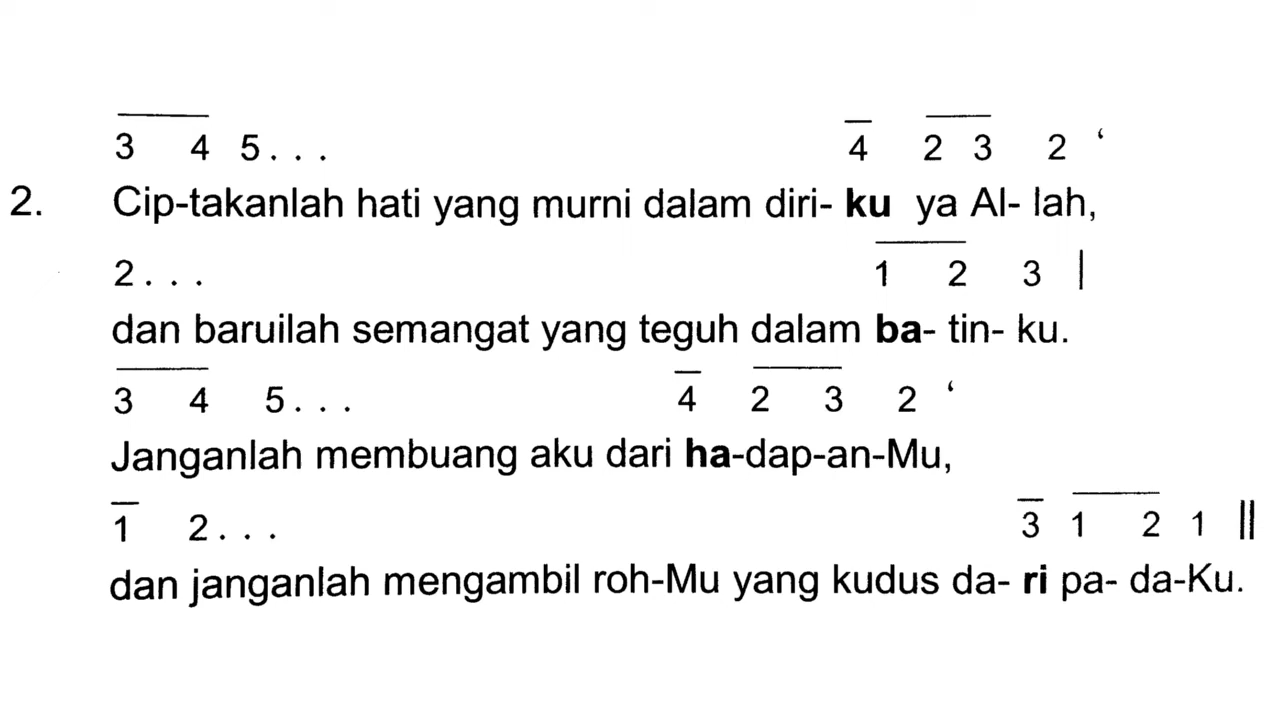 3 4 5. . . 4 2 3 2 ‘
2. Cip-takanlah hati yang murni dalam diri- ku ya Al- lah,
2. . . 1 2 3 |
dan baruilah semangat yang teguh dalam ba- tin- ku.
3 4 5. . . 4 2 3 2 ‘
Janganlah membuang aku dari ha-dap-an-Mu,
1 2. . . 3 1 2 1 ||
dan janganlah mengambil roh-Mu yang kudus da- ri pa- da-Ku.